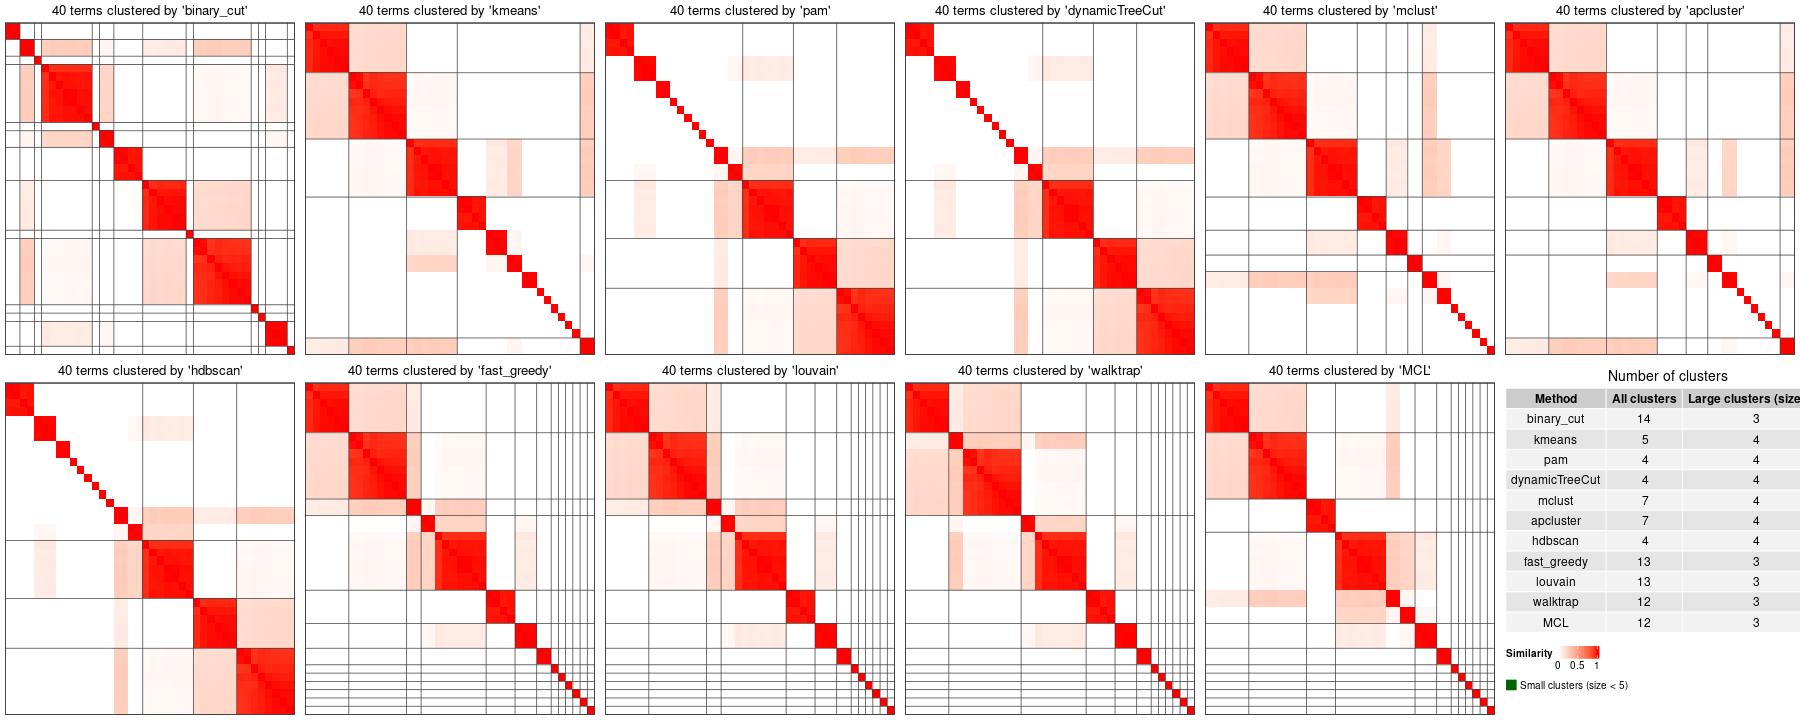 40 terms clustered by 'binary_cut'
40 terms clustered by 'kmeans'
40 terms clustered by 'pam'
40 terms clustered by 'dynamicTreeCut'
40 terms clustered by 'mclust'
40 terms clustered by 'apcluster'
40 terms clustered by 'hdbscan'
40 terms clustered by 'fast_greedy'
40 terms clustered by 'louvain'
40 terms clustered by 'walktrap'
40 terms clustered by 'MCL'
Number of clusters
Method All clusters Large clusters (size
binary_cut 14 3
kmeans 5 4
pam 4 4
dynamicTreeCut 4 4
mclust 7 4
apcluster 7 4
hdbscan 4 4
fast_greedy 13 3
louvain 13 3
walktrap 12 3
MCL 12 3
Similarity
0 0.5 1
Small clusters (size < 5)